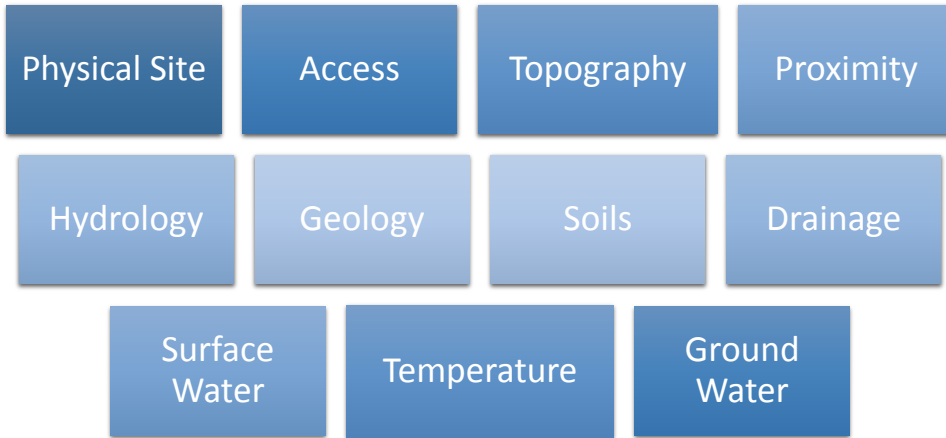 Physical Site
Access
Topography
Proximity
Hydrology
Geology
Soils
Drainage
Surface
Water
Temperature
Ground
Water